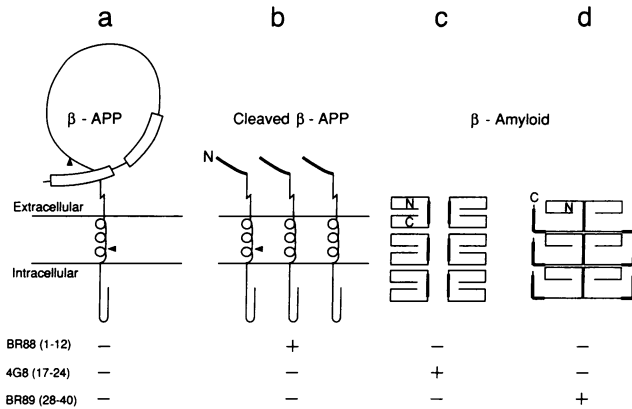 a b c d
β - APP Cleaved β - APP β - Amyloid
N
C
N
N
Extracellular
C
Intracellular
BR88 (1-12) − + − −
4G8 (17-24) − − + −
BR89 (28-40) − − − +